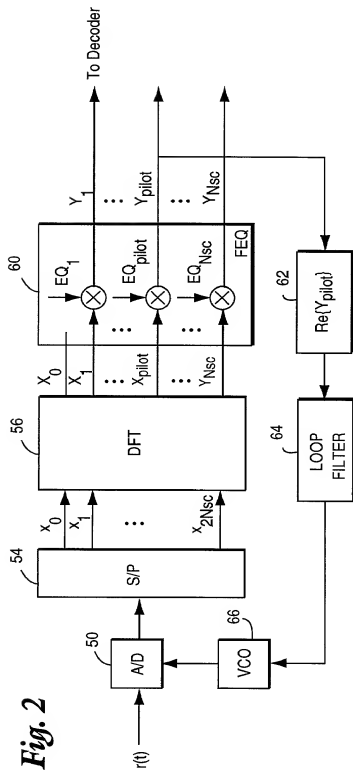 Fig. 2
r(t)
50
A/D
66
VCO
54
S/P
x0
x1
...
x2Nsc
56
DFT
X0
X1
...
Xpilot
...
YNsc
60
EQ1
...
EQpilot
...
EQNsc
FEQ
Y1
...
Ypilot
...
YNsc
To Decoder
62
Re{Ypilot}
64
LOOP
FILTER